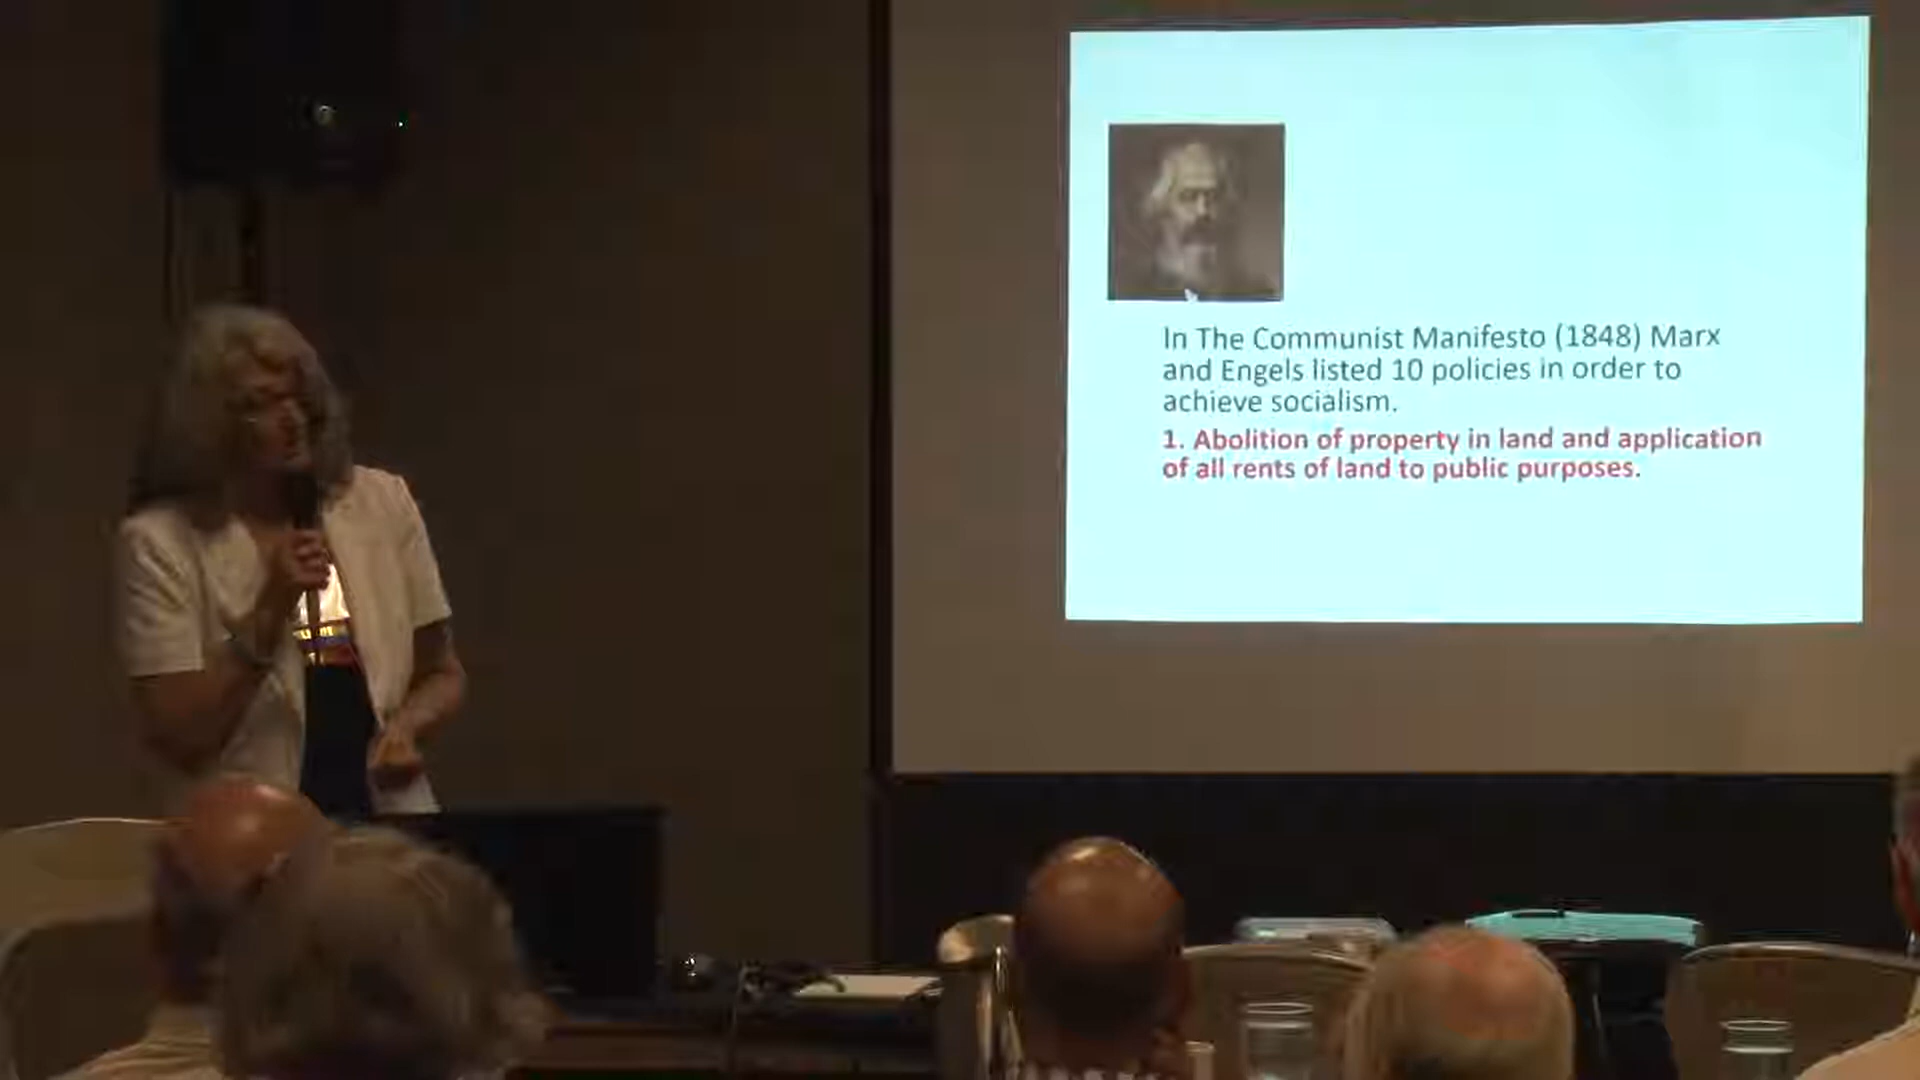 In The Communist Manifesto (1848) Marx
and Engels listed 10 policies in order to
achieve socialism.
1. Abolition of property in land and application
of all rents of land to public purposes.